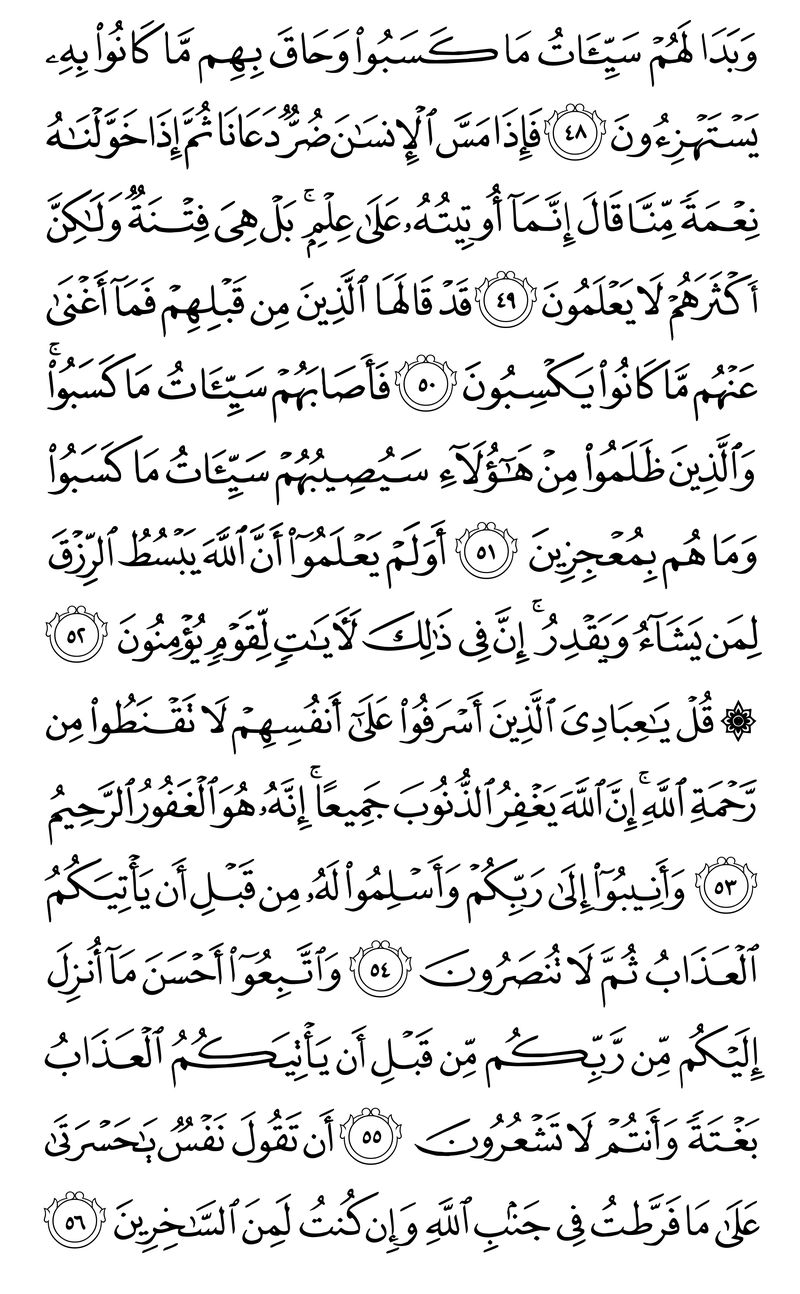 وَبَدَا لَهُمْ سَيِّـَٔاتُ مَا كَسَبُوا۟ وَحَاقَ بِهِم مَّا كَانُوا۟ بِهِۦ
يَسْتَهْزِءُونَ ٤٨ فَإِذَا مَسَّ ٱلْإِنسَـٰنَ ضُرٌّ دَعَانَا ثُمَّ إِذَا خَوَّلْنَـٰهُ
نِعْمَةً مِّنَّا قَالَ إِنَّمَآ أُوتِيتُهُۥ عَلَىٰ عِلْمٍۭ ۚ بَلْ هِىَ فِتْنَةٌ وَلَـٰكِنَّ
أَكْثَرَهُمْ لَا يَعْلَمُونَ ٤٩ قَدْ قَالَهَا ٱلَّذِينَ مِن قَبْلِهِمْ فَمَآ أَغْنَىٰ
عَنْهُم مَّا كَانُوا۟ يَكْسِبُونَ ٥٠ فَأَصَابَهُمْ سَيِّـَٔاتُ مَا كَسَبُوا۟ ۚ
وَٱلَّذِينَ ظَلَمُوا۟ مِنْ هَـٰٓؤُلَآءِ سَيُصِيبُهُمْ سَيِّـَٔاتُ مَا كَسَبُوا۟
وَمَا هُم بِمُعْجِزِينَ ٥١ أَوَلَمْ يَعْلَمُوٓا۟ أَنَّ ٱللَّهَ يَبْسُطُ ٱلرِّزْقَ
لِمَن يَشَآءُ وَيَقْدِرُ ۚ إِنَّ فِى ذَٰلِكَ لَـَٔايَـٰتٍ لِّقَوْمٍ يُؤْمِنُونَ ٥٢
۞ قُلْ يَـٰعِبَادِىَ ٱلَّذِينَ أَسْرَفُوا۟ عَلَىٰٓ أَنفُسِهِمْ لَا تَقْنَطُوا۟ مِن
رَّحْمَةِ ٱللَّهِ ۚ إِنَّ ٱللَّهَ يَغْفِرُ ٱلذُّنُوبَ جَمِيعًا ۚ إِنَّهُۥ هُوَ ٱلْغَفُورُ ٱلرَّحِيمُ
٥٣ وَأَنِيبُوٓا۟ إِلَىٰ رَبِّكُمْ وَأَسْلِمُوا۟ لَهُۥ مِن قَبْلِ أَن يَأْتِيَكُمُ
ٱلْعَذَابُ ثُمَّ لَا تُنصَرُونَ ٥٤ وَٱتَّبِعُوٓا۟ أَحْسَنَ مَآ أُنزِلَ
إِلَيْكُم مِّن رَّبِّكُم مِّن قَبْلِ أَن يَأْتِيَكُمُ ٱلْعَذَابُ
بَغْتَةً وَأَنتُمْ لَا تَشْعُرُونَ ٥٥ أَن تَقُولَ نَفْسٌ يَـٰحَسْرَتَىٰ
عَلَىٰ مَا فَرَّطتُ فِى جَنۢبِ ٱللَّهِ وَإِن كُنتُ لَمِنَ ٱلسَّـٰخِرِينَ ٥٦